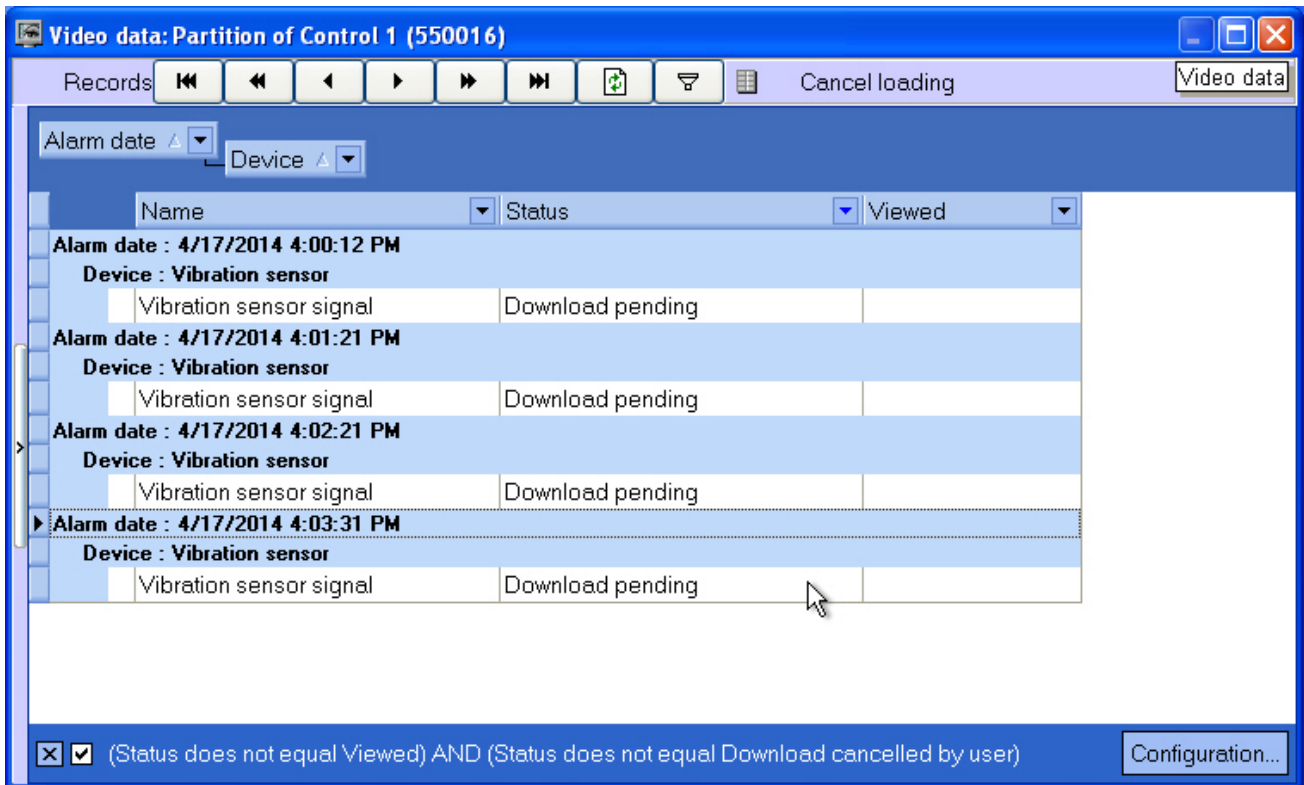 Video data: Partition of Control 1 (550016)
Records Cancel loading Video data
Alarm date
Device
Name Status Viewed
Alarm date : 4/17/2014 4:00:12 PM
Device : Vibration sensor
Vibration sensor signal Download pending
Alarm date : 4/17/2014 4:01:21 PM
Device : Vibration sensor
Vibration sensor signal Download pending
Alarm date : 4/17/2014 4:02:21 PM
Device : Vibration sensor
Vibration sensor signal Download pending
Alarm date : 4/17/2014 4:03:31 PM
Device : Vibration sensor
Vibration sensor signal Download pending
(Status does not equal Viewed) AND (Status does not equal Download cancelled by user) Configuration...